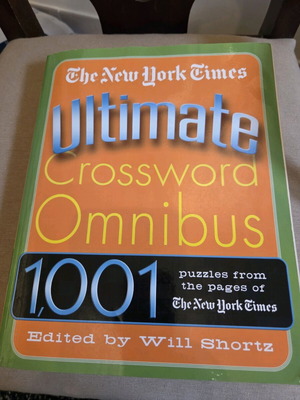 The New York Times
Ultimate
Crossword
Omnibus
1,001
puzzles from
the pages of
The New York Times
Edited by Will Shortz